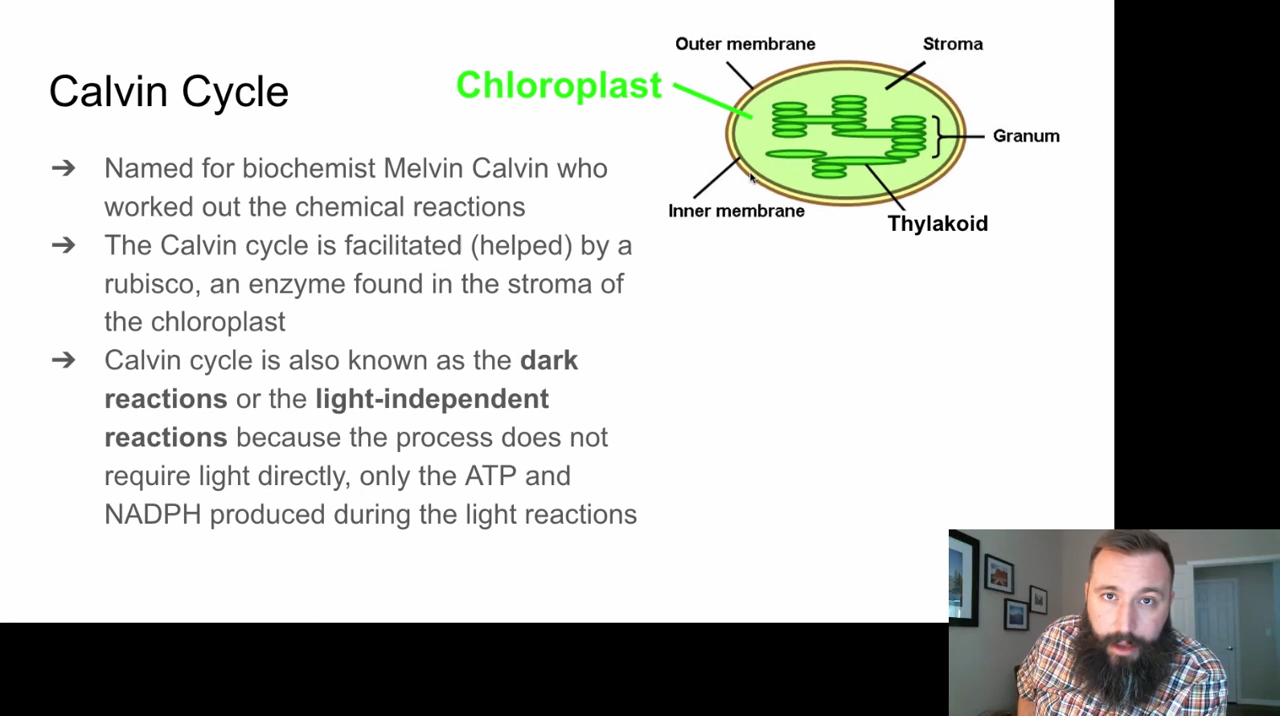 Calvin Cycle
➔ Named for biochemist Melvin Calvin who
worked out the chemical reactions
➔ The Calvin cycle is facilitated (helped) by a
rubisco, an enzyme found in the stroma of
the chloroplast
➔ Calvin cycle is also known as the dark
reactions or the light-independent
reactions because the process does not
require light directly, only the ATP and
NADPH produced during the light reactions
Chloroplast
Outer membrane
Stroma
Granum
Inner membrane
Thylakoid